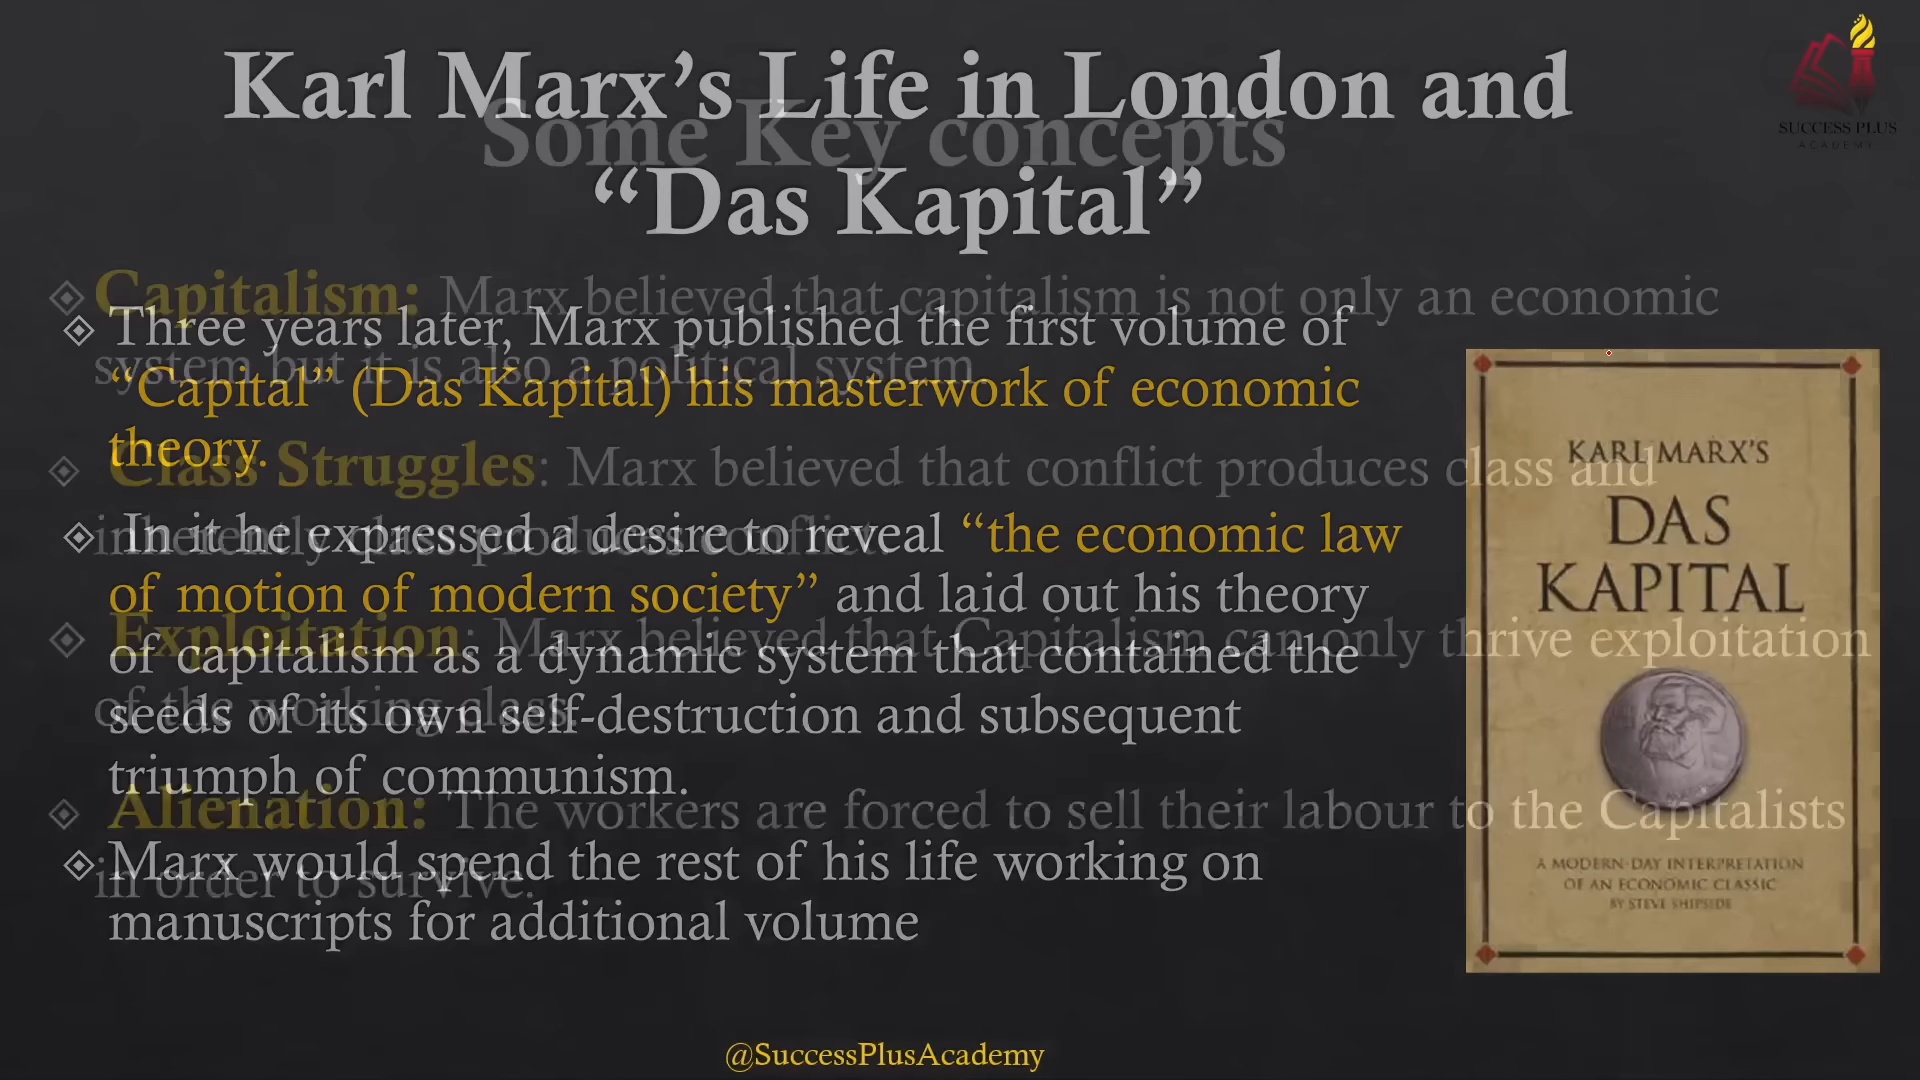 Karl Marx’s Life in London and
“Das Kapital”
Three years later, Marx published the first volume of
“Capital” (Das Kapital) his masterwork of economic
theory.
In it he expressed a desire to reveal “the economic law
of motion of modern society” and laid out his theory
of capitalism as a dynamic system that contained the
seeds of its own self-destruction and subsequent
triumph of communism.
Marx would spend the rest of his life working on
manuscripts for additional volume
Some Key concepts
Capitalism: Marx believed that capitalism is not only an economic
system but it is also a political system.
Class Struggles: Marx believed that conflict produces class and
inherently class produces conflict.
Exploitation: Marx believed that Capitalism can only thrive exploitation
of the working class.
Alienation: The workers are forced to sell their labour to the Capitalists
in order to survive.
KARL MARX’S
DAS
KAPITAL
A MODERN-DAY INTERPRETATION
OF AN ECONOMIC CLASSIC
BY STEVE SHIPSIDE
SUCCESS PLUS
ACADEMY
@SuccessPlusAcademy